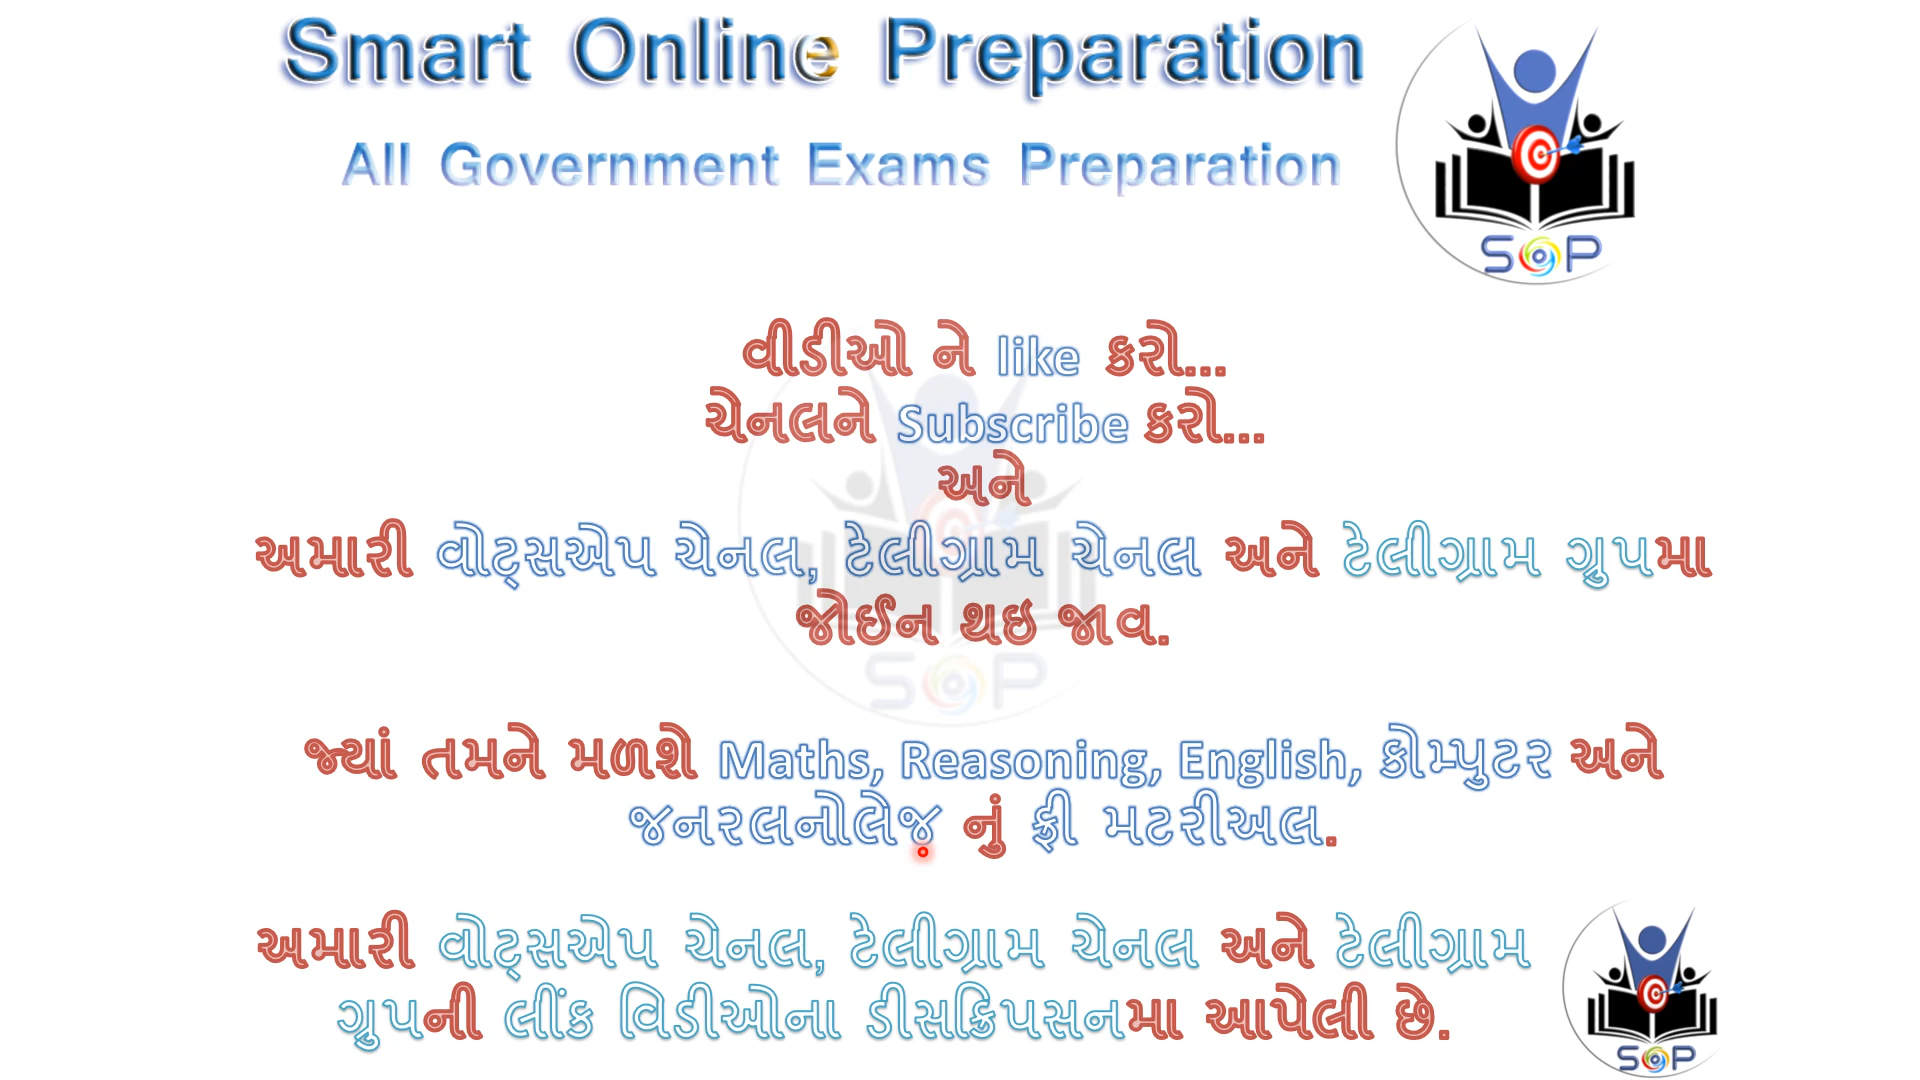 Smart Online Preparation
All Government Exams Preparation
SOP
વીડીઓ ને like કરો...
ચેનલને Subscribe કરો...
અને
અમારી વોટ્સએપ ચેનલ, ટેલીગ્રામ ચેનલ અને ટેલીગ્રામ ગ્રુપમા
જોઈન થઇ જાવ.
SOP
જ્યાં તમને મળશે Maths, Reasoning, English, કોમ્પુટર અને
જનરલનોલેજ નું ફ્રી મટરીઅલ.
અમારી વોટ્સએપ ચેનલ, ટેલીગ્રામ ચેનલ અને ટેલીગ્રામ
ગ્રુપની લીંક વિડીઓના ડીસક્રિપસનમા આપેલી છે.
SOP